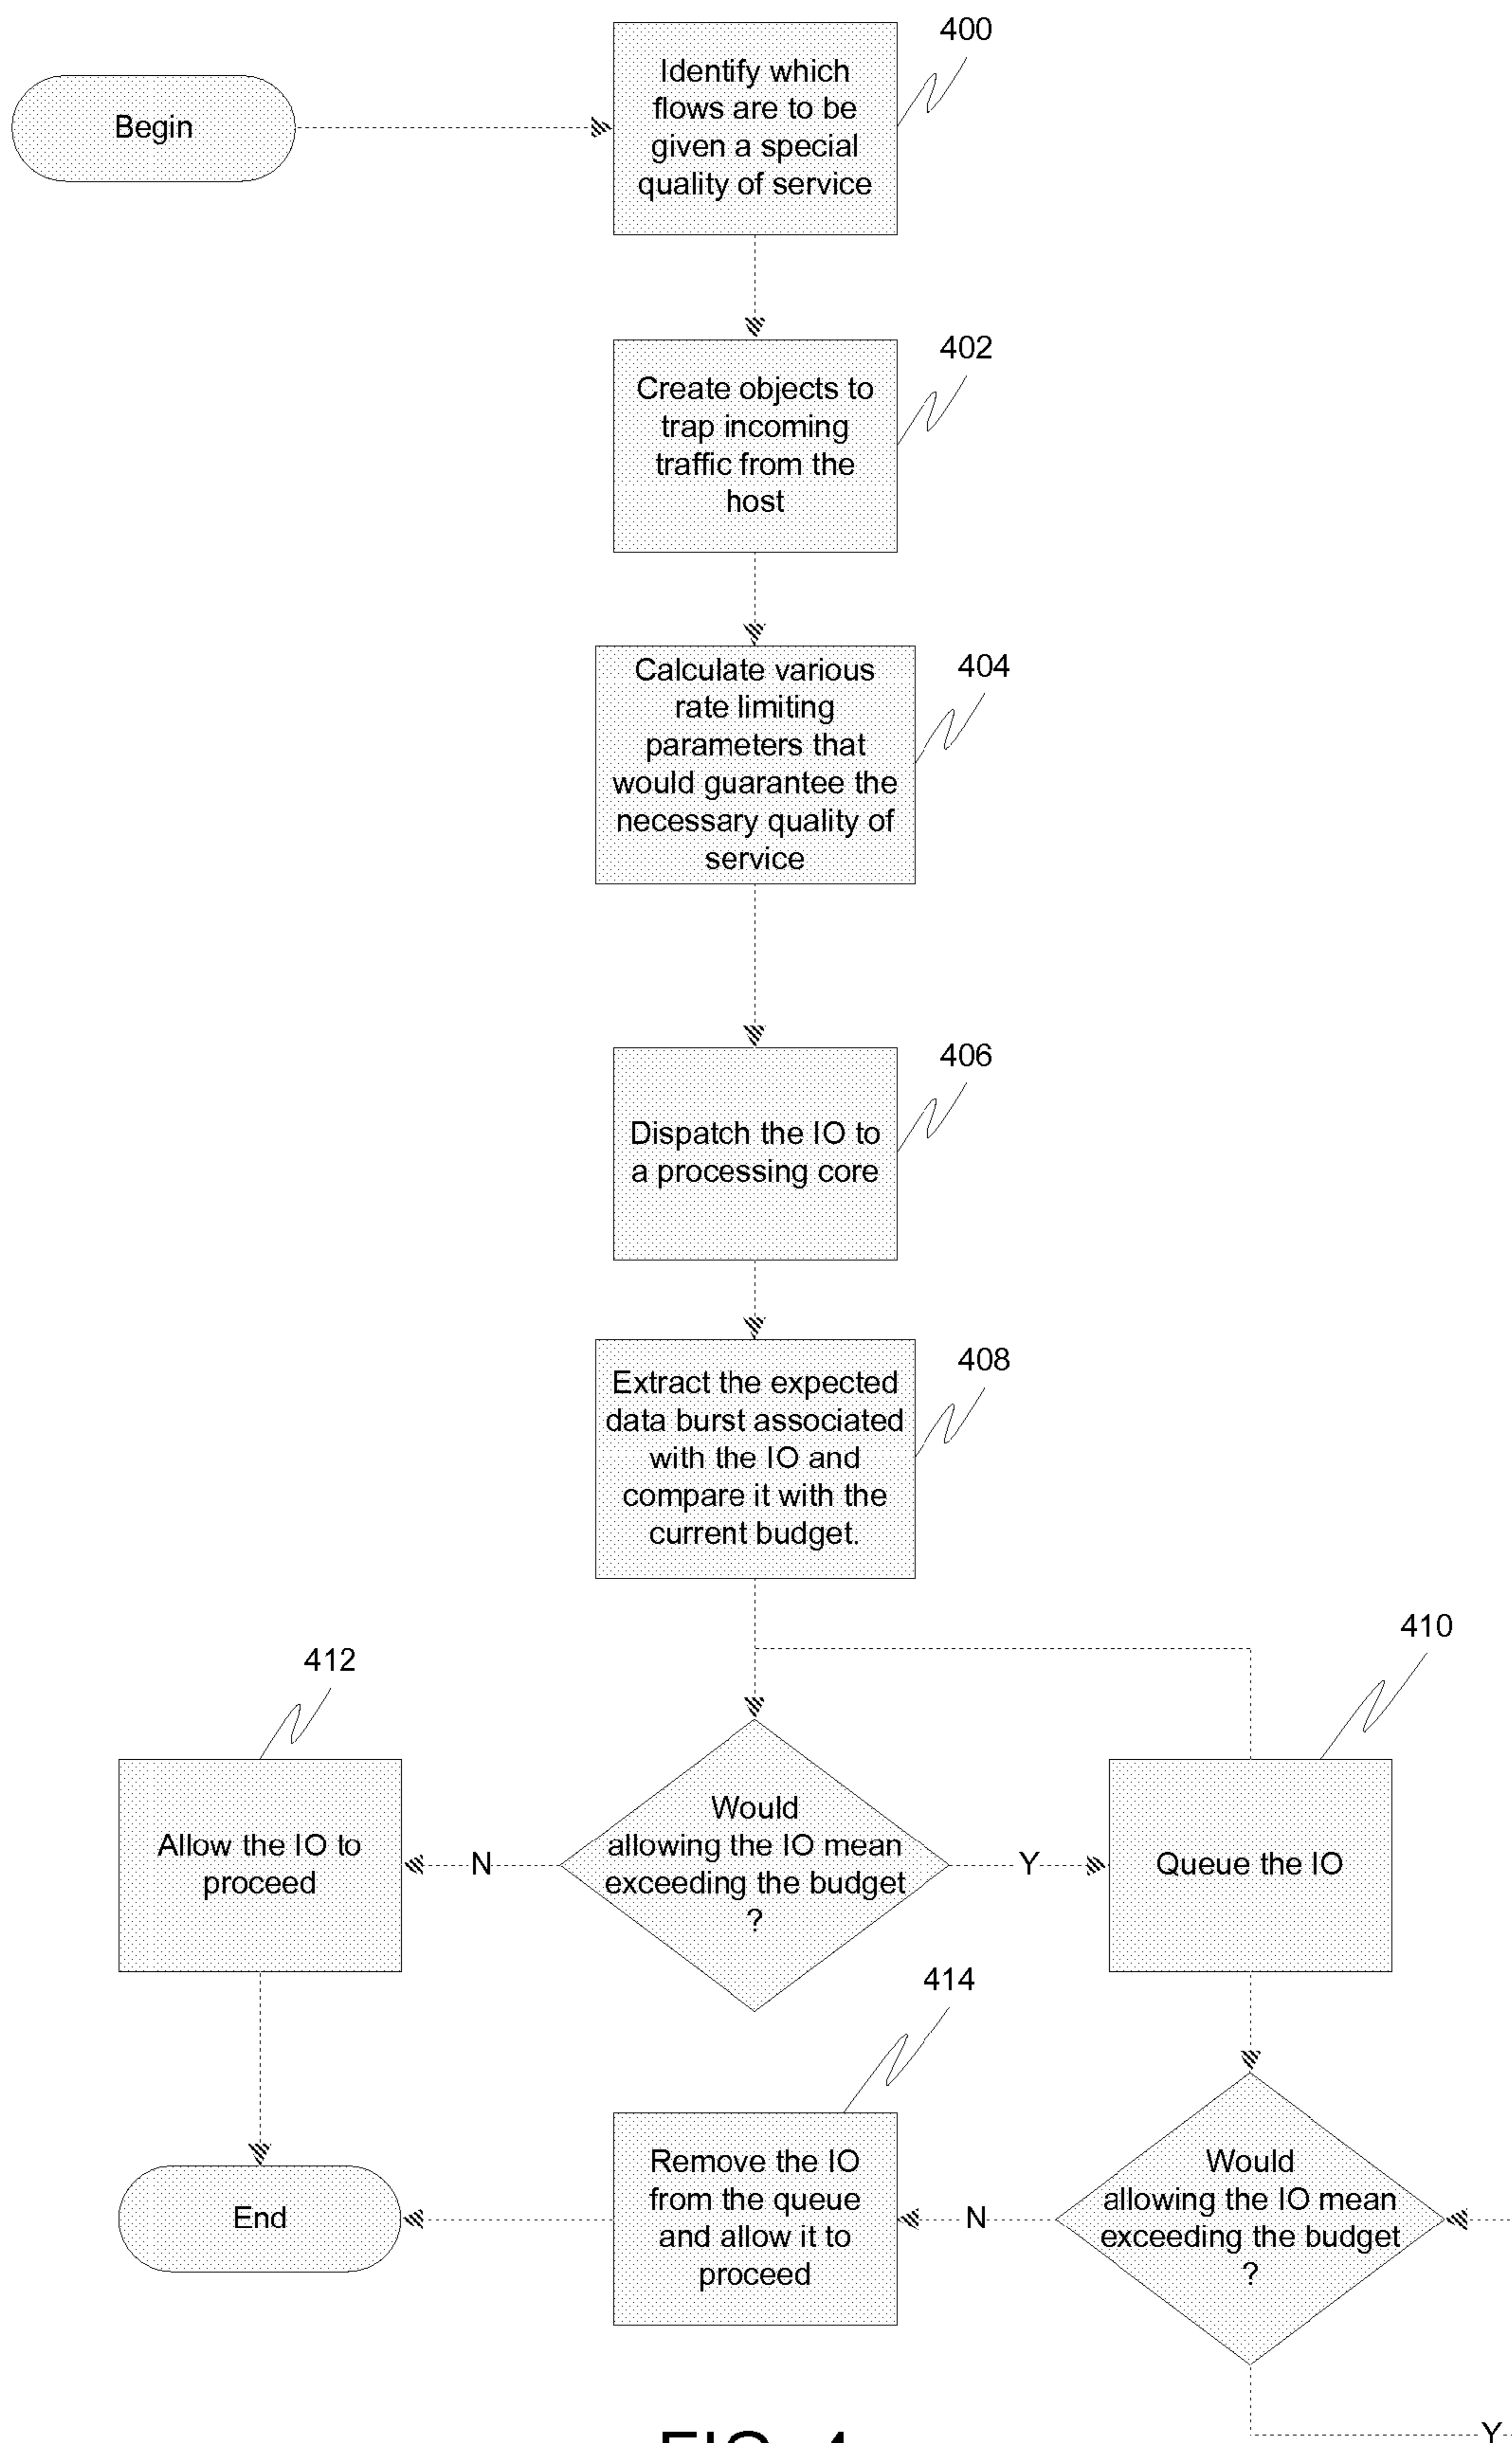 400
Identify which
flows are to be
given a special
quality of service
Begin
402
Create objects to
trap incoming
traffic from the
host
404
Calculate various
rate limiting
parameters that
would guarantee the
necessary quality of
service
406
Dispatch the IO to
a processing core
408
Extract the expected
data burst associated
with the IO and
compare it with the
current budget.
410
412
Allow the IO to
proceed
N
Would
allowing the IO mean
exceeding the budget
?
Y
Queue the IO
414
Remove the IO
from the queue
and allow it to
proceed
End
N
Would
allowing the IO mean
exceeding the budget
?
Y